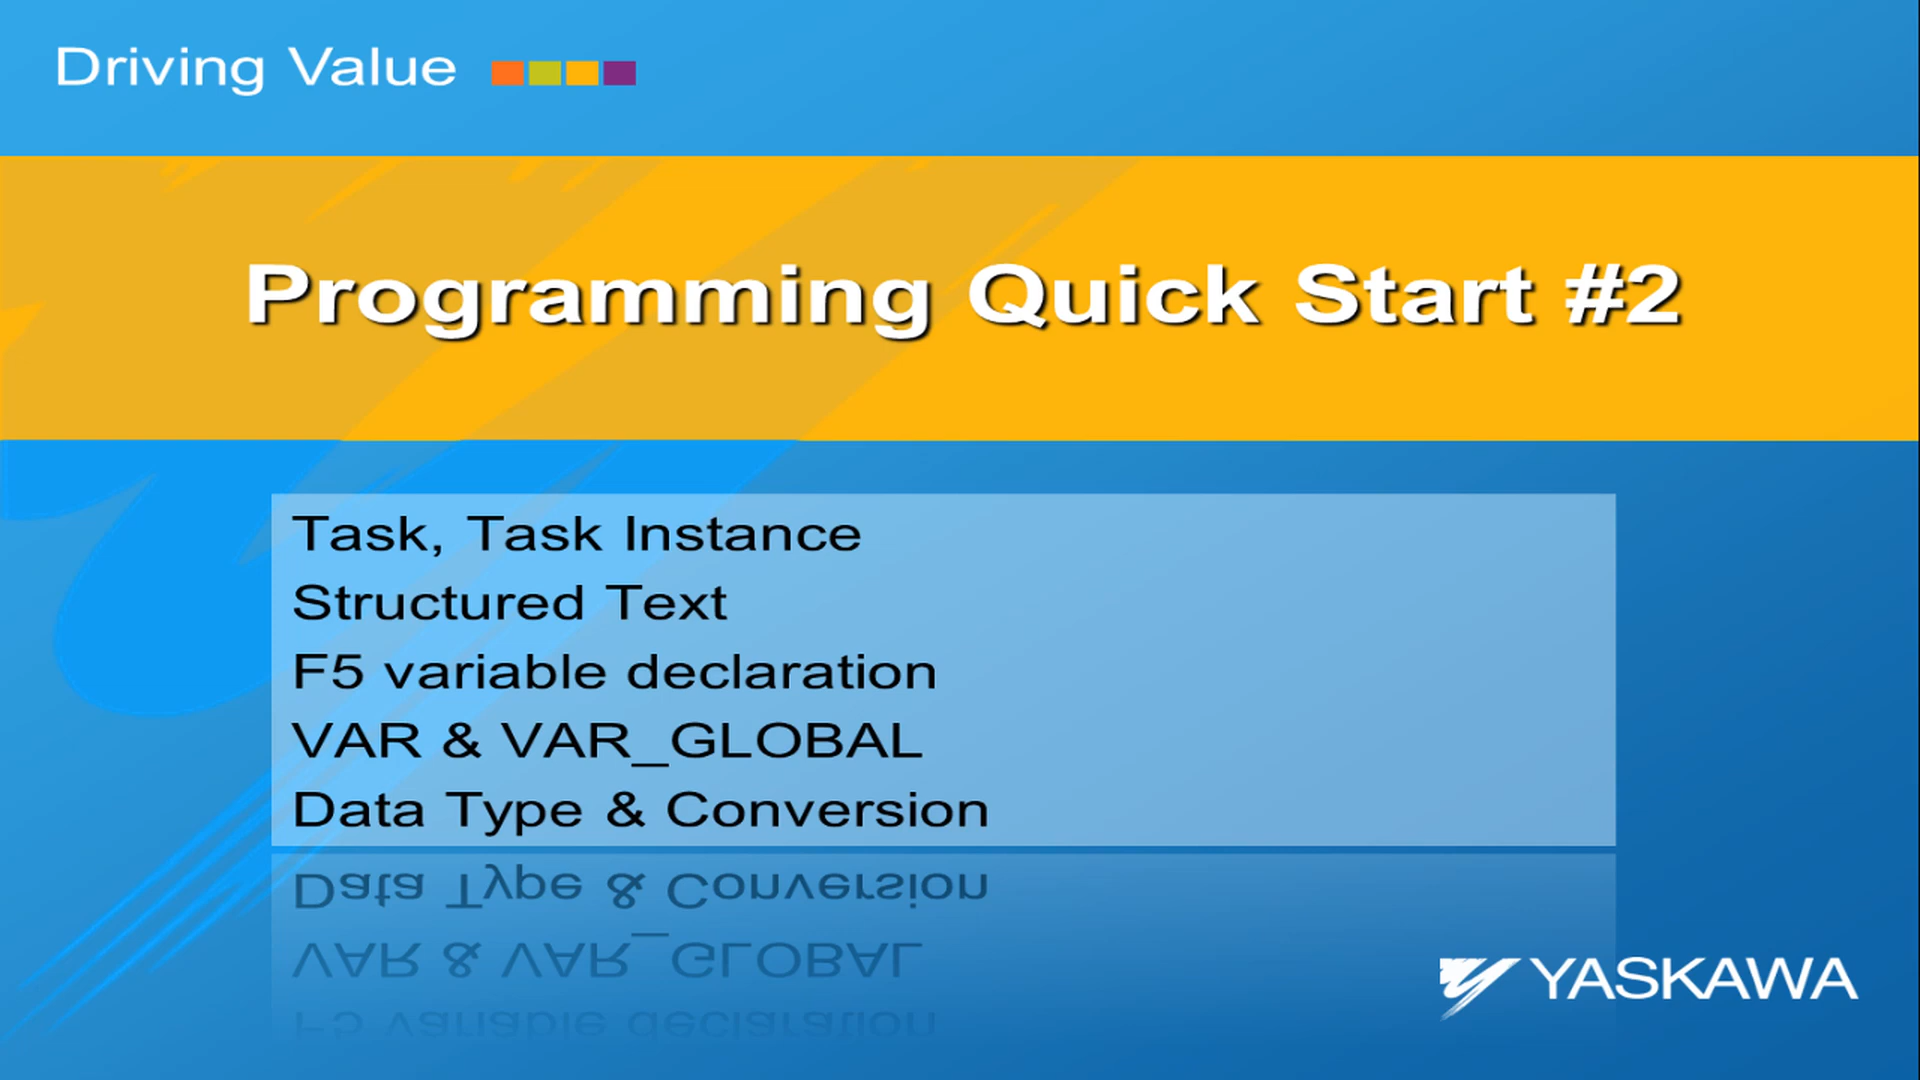 Driving Value
Programming Quick Start #2
Task, Task Instance
Structured Text
F5 variable declaration
VAR & VAR_GLOBAL
Data Type & Conversion
YASKAWA